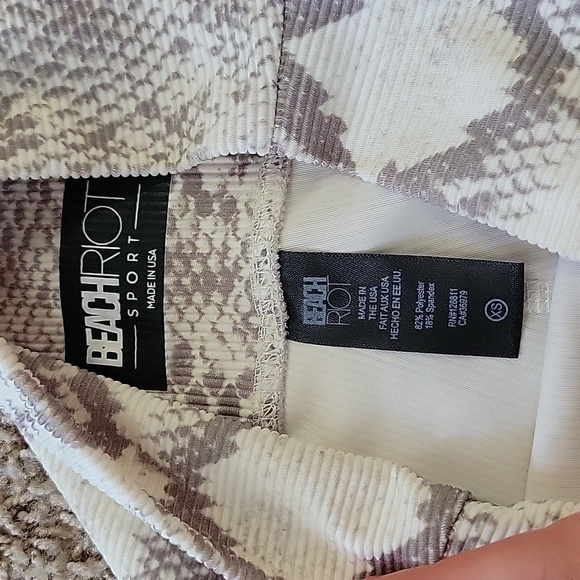 BEACHRIOT
SPORT
MADE IN USA
BEACH
RIOT
MADE IN
THE USA
FAIT AUX USA
HECHO EN EE.UU.
82% Polyester
18% Spandex
RN#128811
CA#36979
XS